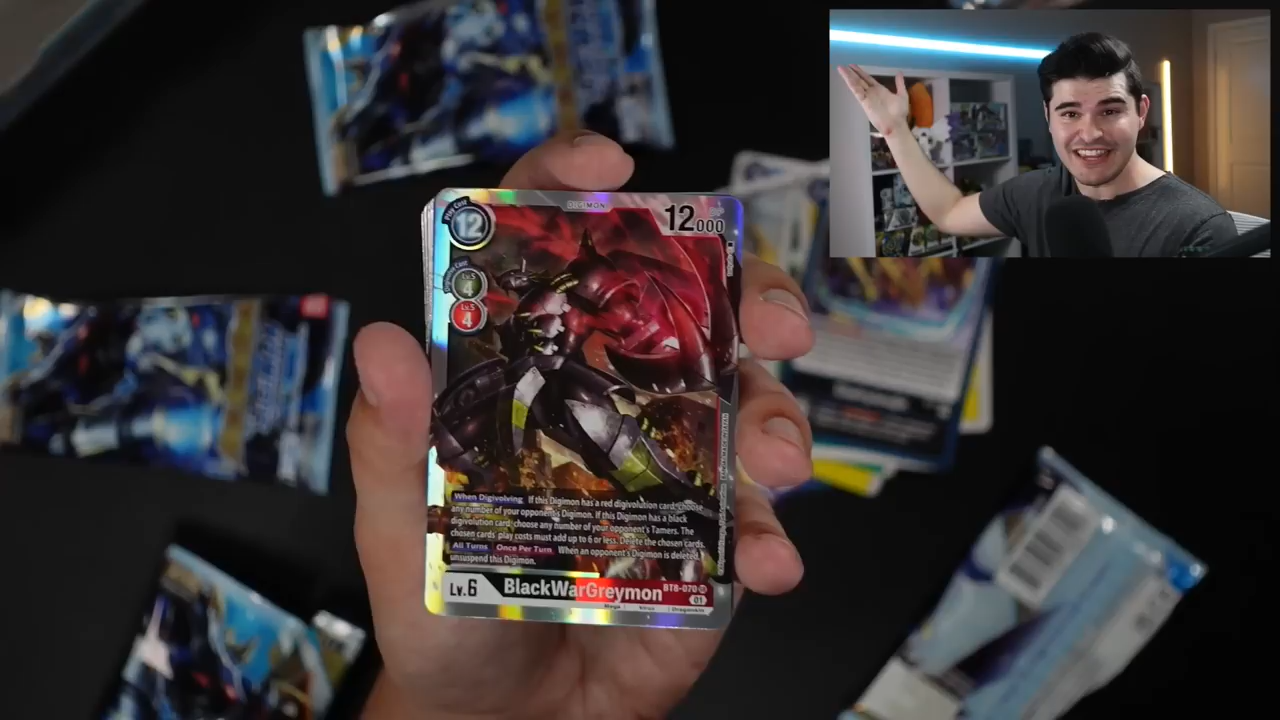 DIGIMON
Play Cost
12
12000
DP
Lv.5
4
Lv.5
4
When Digivolving If this Digimon has a red digivolution card, choose
any number of your opponent's Digimon. If this Digimon has a black
digivolution card, choose any number of your opponent's Tamers. The
chosen cards' play costs must add up to 6 or less. Delete the chosen cards.
All Turns Once Per Turn When an opponent's Digimon is deleted,
unsuspend this Digimon.
Lv.6 BlackWarGreymon BT8-070 SR
01
Mega Virus Dragonkin